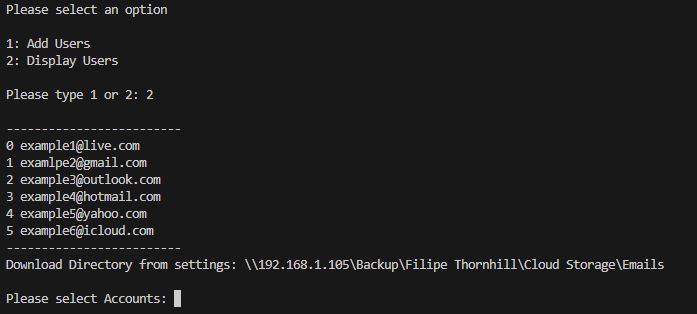 Please select an option
1: Add Users
2: Display Users
Please type 1 or 2: 2
-------------------------
0 example1@live.com
1 examlpe2@gmail.com
2 example3@outlook.com
3 example4@hotmail.com
4 example5@yahoo.com
5 example6@icloud.com
-------------------------
Download Directory from settings: \\192.168.1.105\Backup\Filipe Thornhill\Cloud Storage\Emails
Please select Accounts: